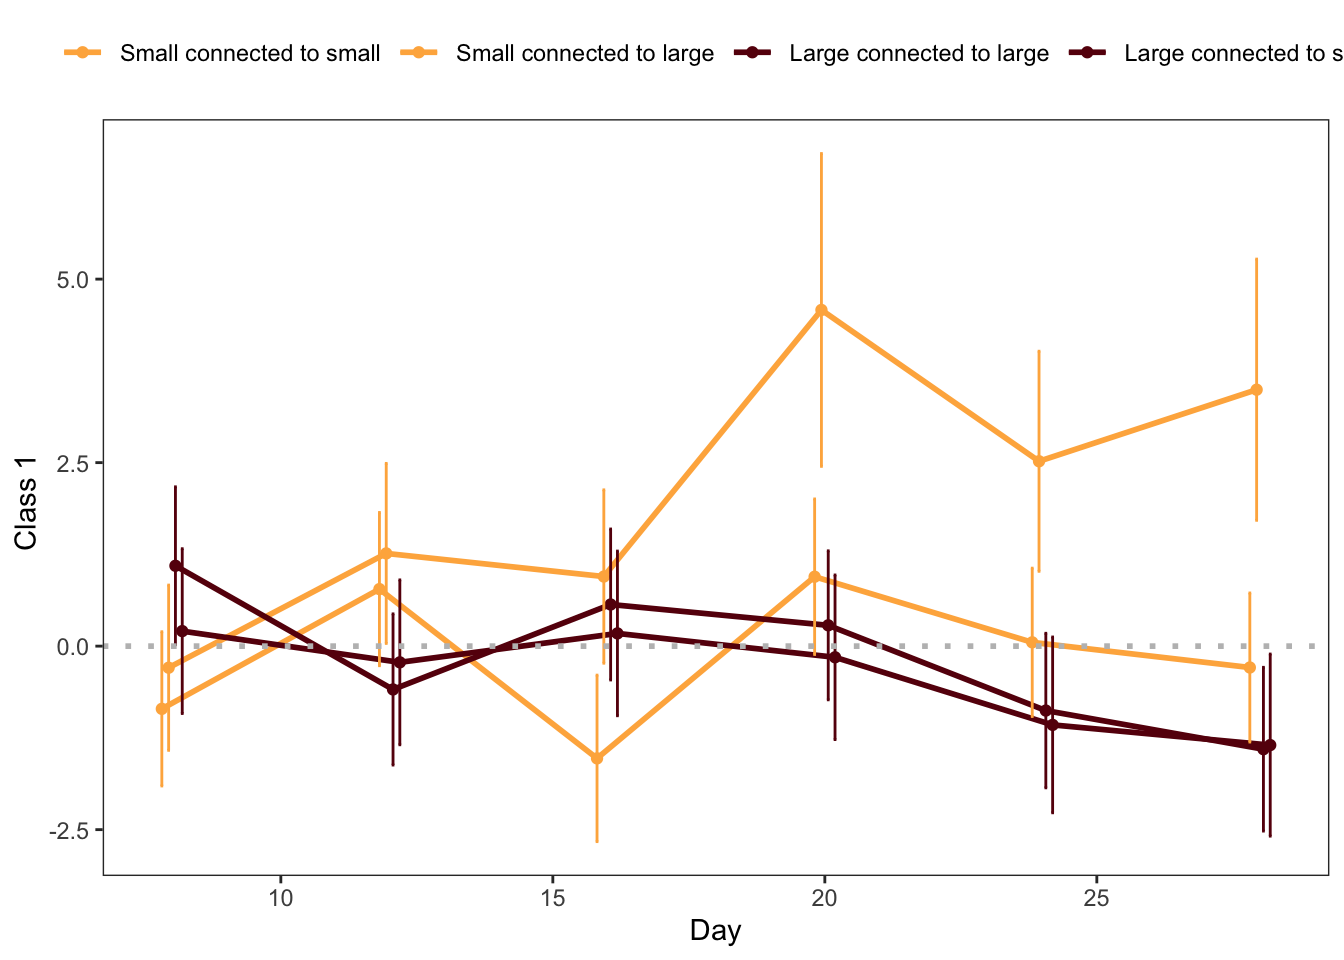 Small connected to small Small connected to large Large connected to large Large connected to s
5.0
2.5
0.0
-2.5
Class 1
10 15 20 25
Day